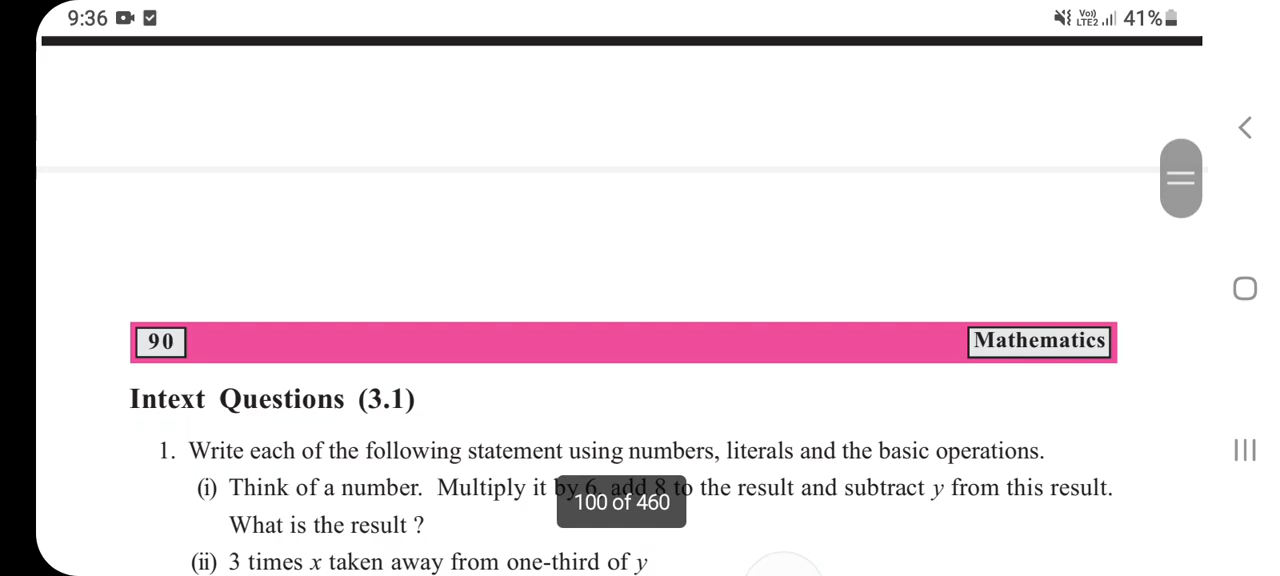 9:36 Vo) LTE2 41%
90 Mathematics
Intext Questions (3.1)
1. Write each of the following statement using numbers, literals and the basic operations.
(i) Think of a number. Multiply it by 6, add 8 to the result and subtract y from this result.
100 of 460
What is the result ?
(ii) 3 times x taken away from one-third of y